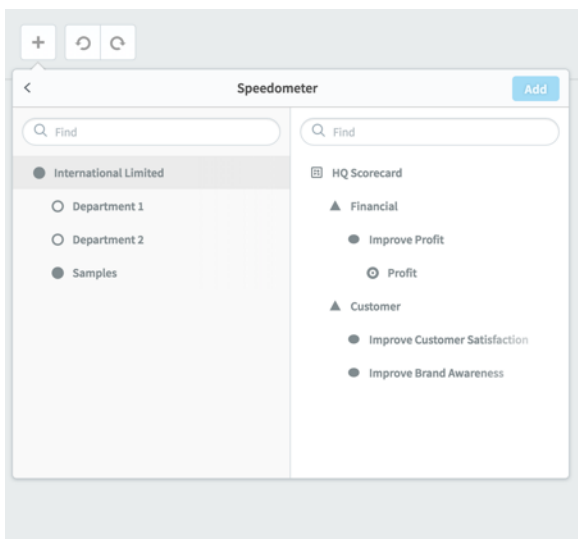 Speedometer
Add
Find
International Limited
Department 1
Department 2
Samples
Find
HQ Scorecard
Financial
Improve Profit
Profit
Customer
Improve Customer Satisfaction
Improve Brand Awareness